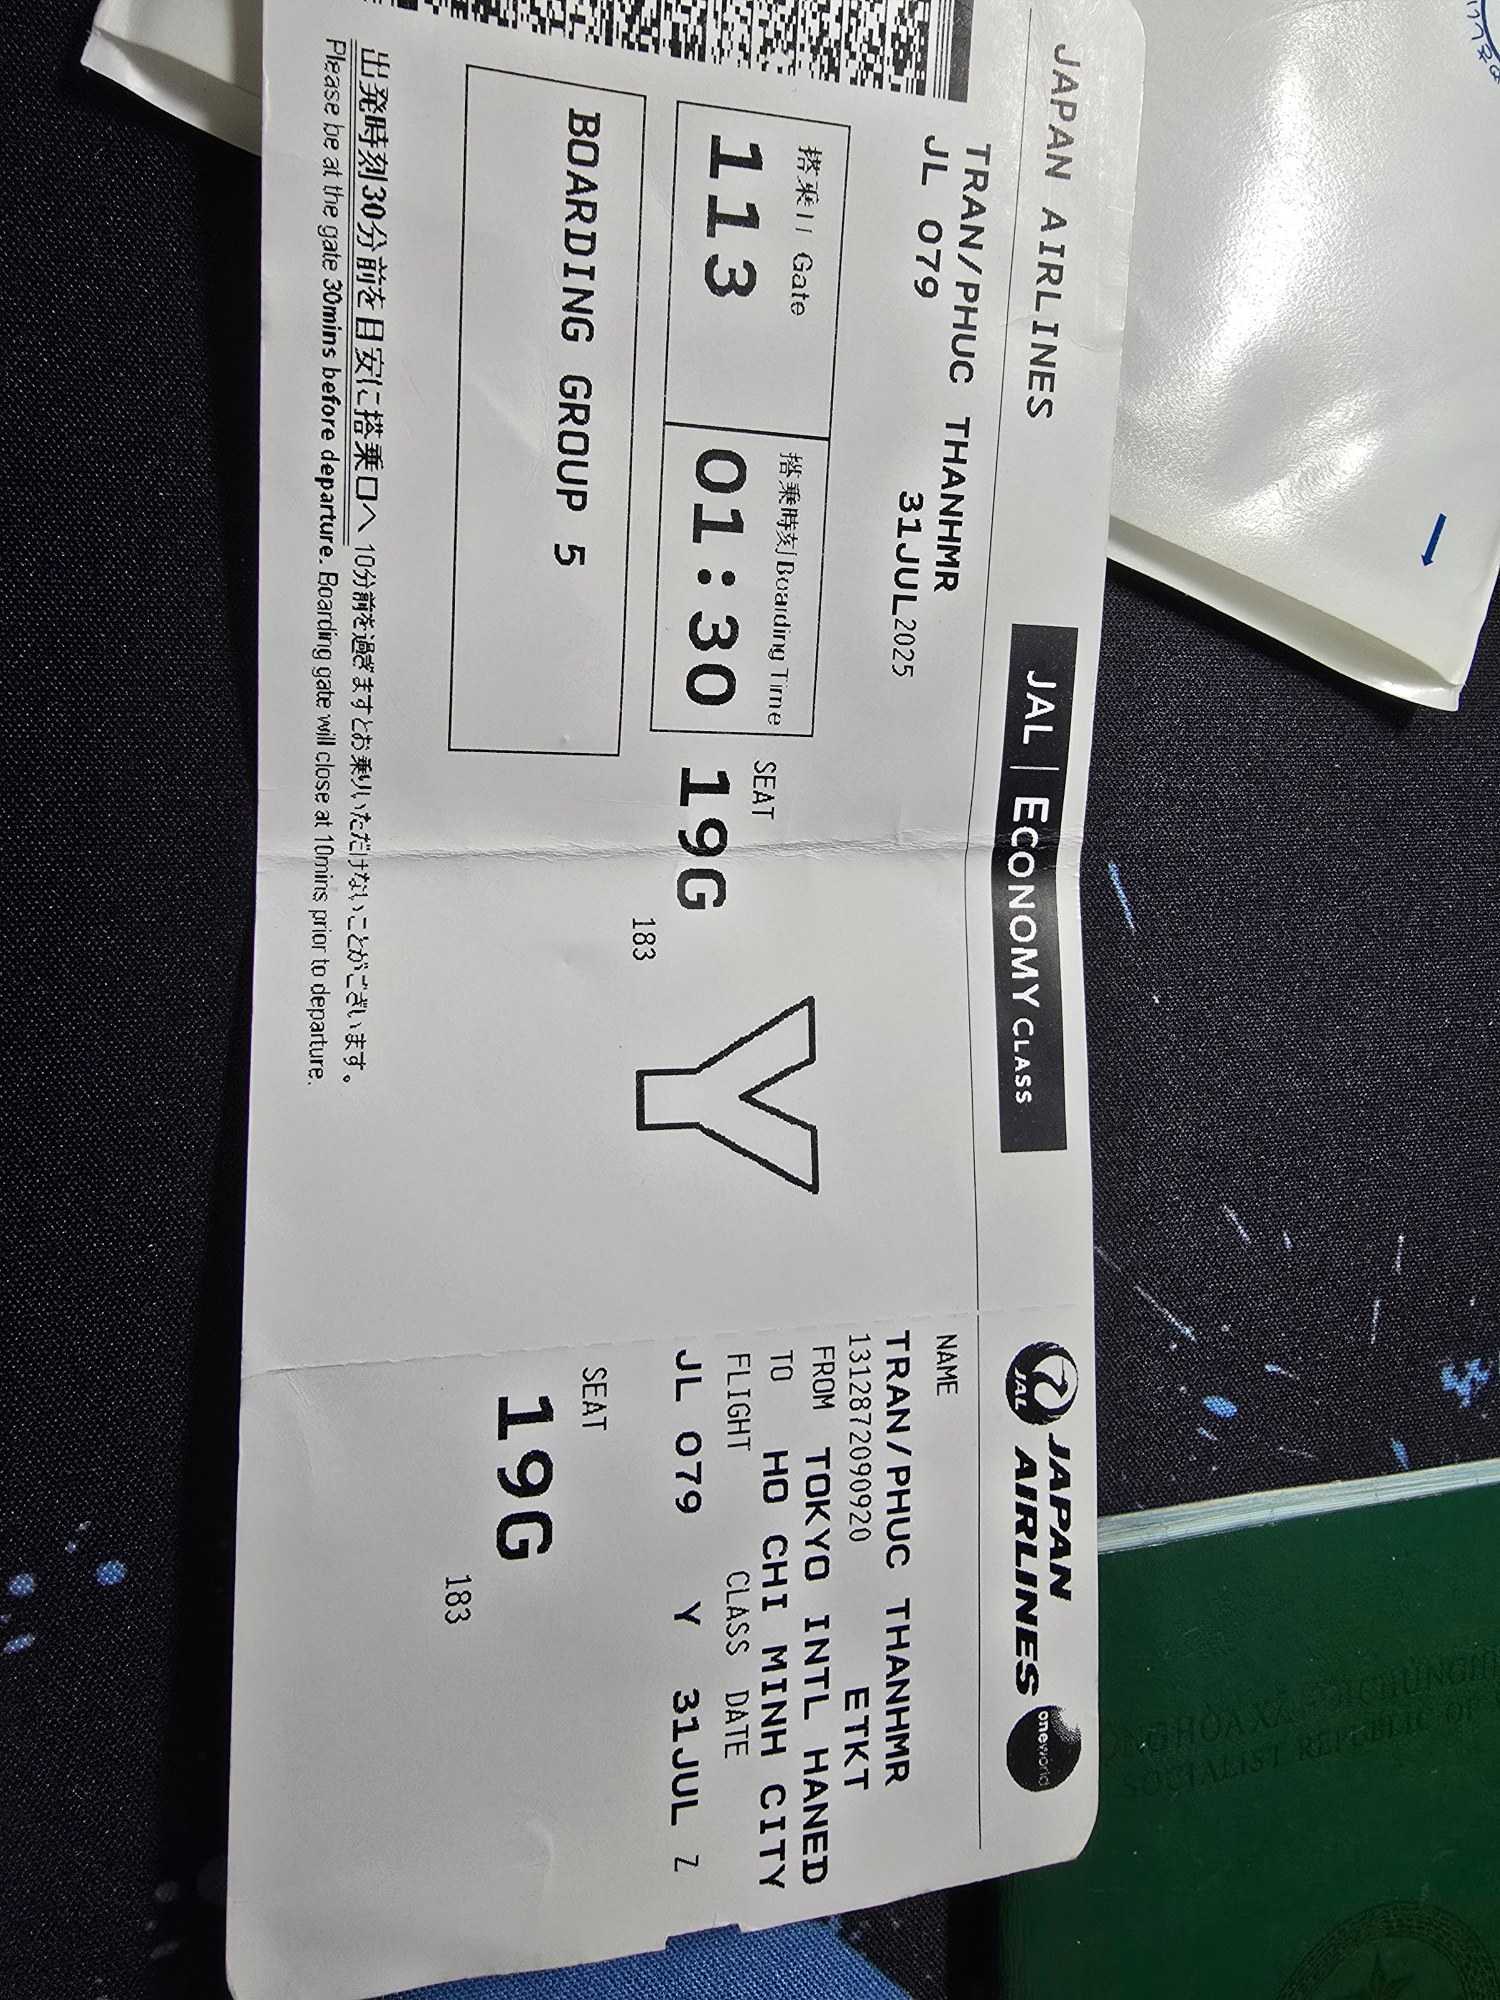 JAPAN AIRLINES
JAL | ECONOMY CLASS
TRAN/PHUC THANHMR
JL 079 31JUL2025
搭乗口 Gate
113
搭乗時刻 Boarding Time
01:30
SEAT
19G
183
Y
BOARDING GROUP 5
出発時刻30分前を目安に搭乗口へ 10分前を過ぎますとお乗りいただけないことがございます。
Please be at the gate 30mins before departure. Boarding gate will close at 10mins prior to departure.
JAL
JAPAN
AIRLINES
oneworld
NAME
TRAN/PHUC THANHMR
1312872090920 ETKT
FROM TOKYO INTL HANED
TO HO CHI MINH CITY
FLIGHT CLASS DATE
JL 079 Y 31JUL Z
SEAT
19G
183
SOCIALIST REPUBLIC OF